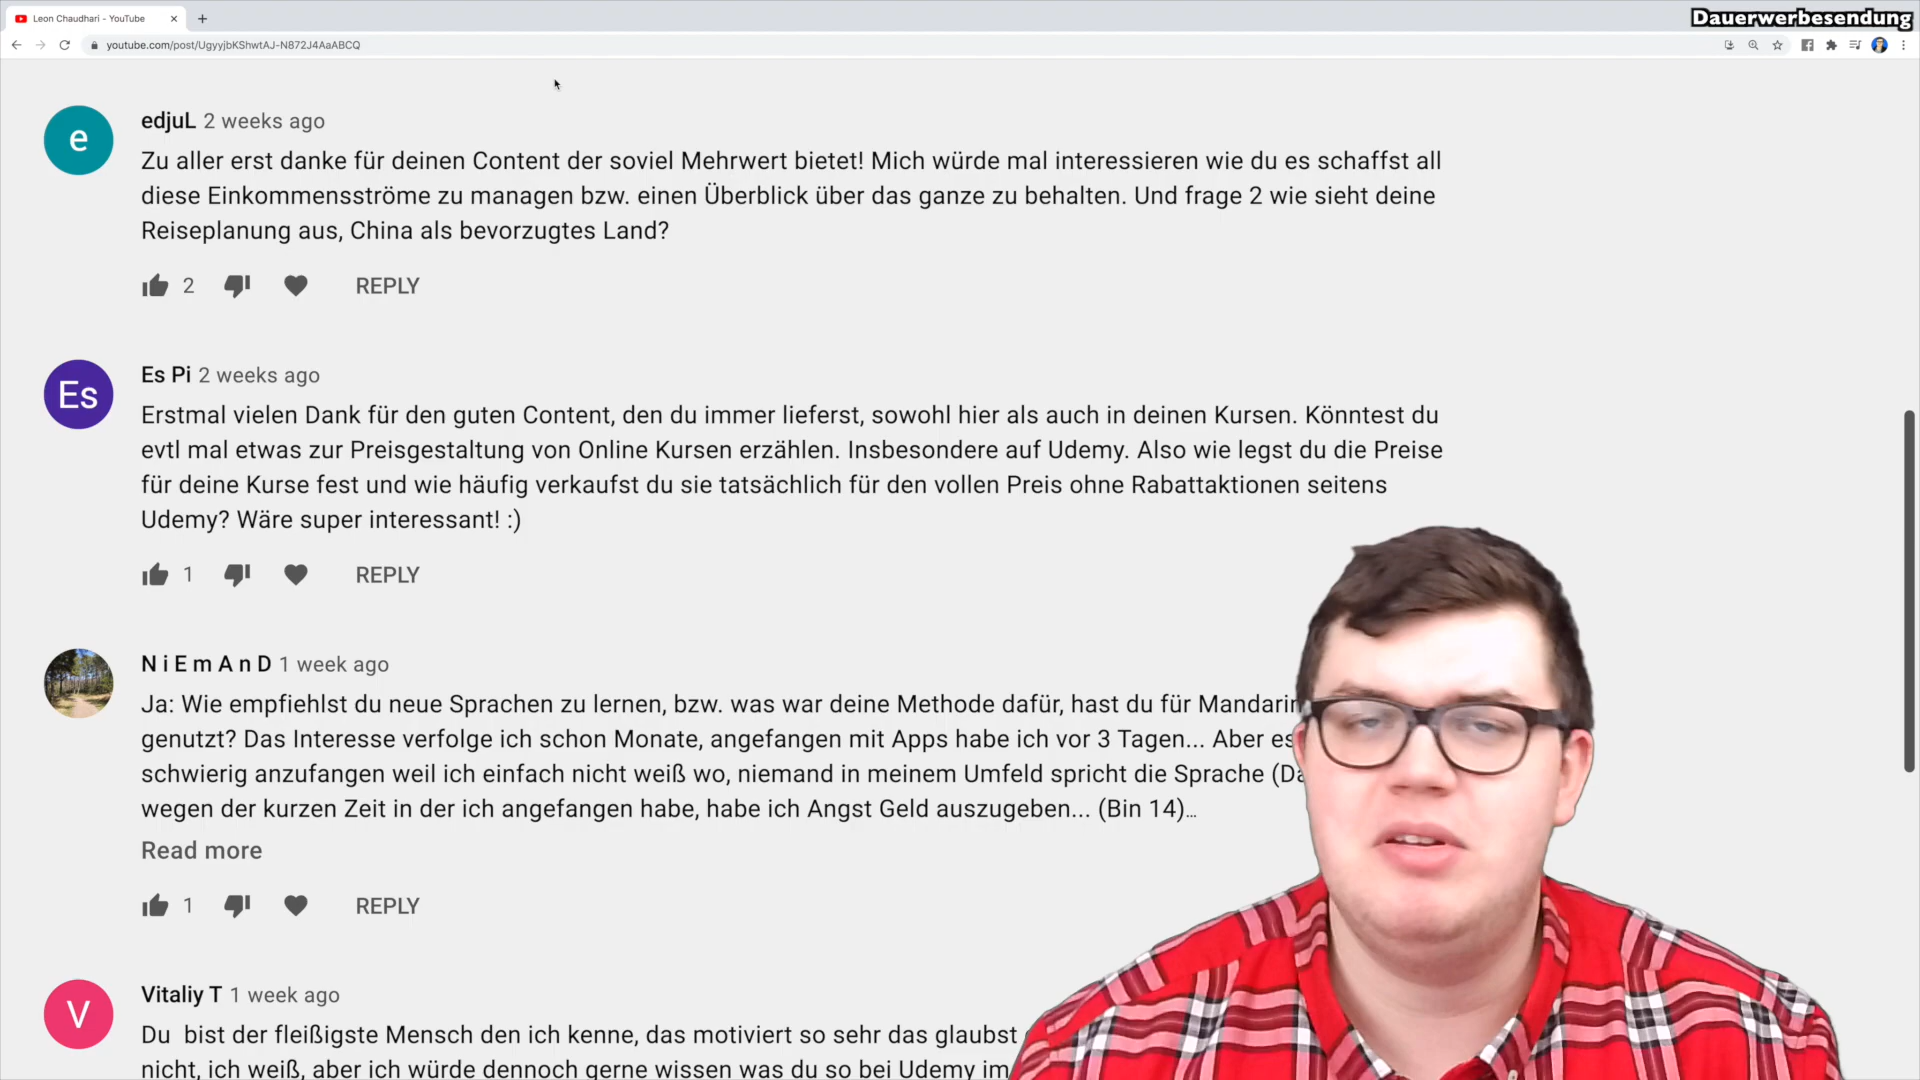 Leon Chaudhari - YouTube
Dauerwerbesendung
youtube.com/post/UgyyjbKShwtAJ-N872J4AaABCQ
e
edjuL 2 weeks ago
Zu aller erst danke für deinen Content der soviel Mehrwert bietet! Mich würde mal interessieren wie du es schaffst all
diese Einkommensströme zu managen bzw. einen Überblick über das ganze zu behalten. Und frage 2 wie sieht deine
Reiseplanung aus, China als bevorzugtes Land?
2 REPLY
Es
Es Pi 2 weeks ago
Erstmal vielen Dank für den guten Content, den du immer lieferst, sowohl hier als auch in deinen Kursen. Könntest du
evtl mal etwas zur Preisgestaltung von Online Kursen erzählen. Insbesondere auf Udemy. Also wie legst du die Preise
für deine Kurse fest und wie häufig verkaufst du sie tatsächlich für den vollen Preis ohne Rabattaktionen seitens
Udemy? Wäre super interessant! :)
1 REPLY
N i E m A n D 1 week ago
Ja: Wie empfiehlst du neue Sprachen zu lernen, bzw. was war deine Methode dafür, hast du für Mandarin
genutzt? Das Interesse verfolge ich schon Monate, angefangen mit Apps habe ich vor 3 Tagen... Aber es
schwierig anzufangen weil ich einfach nicht weiß wo, niemand in meinem Umfeld spricht die Sprache
wegen der kurzen Zeit in der ich angefangen habe, habe ich Angst Geld auszugeben... (Bin 14)...
Read more
1 REPLY
V
Vitaliy T 1 week ago
Du bist der fleißigste Mensch den ich kenne, das motiviert so sehr das glaubst
nicht, ich weiß, aber ich würde dennoch gerne wissen was du so bei Udemy im